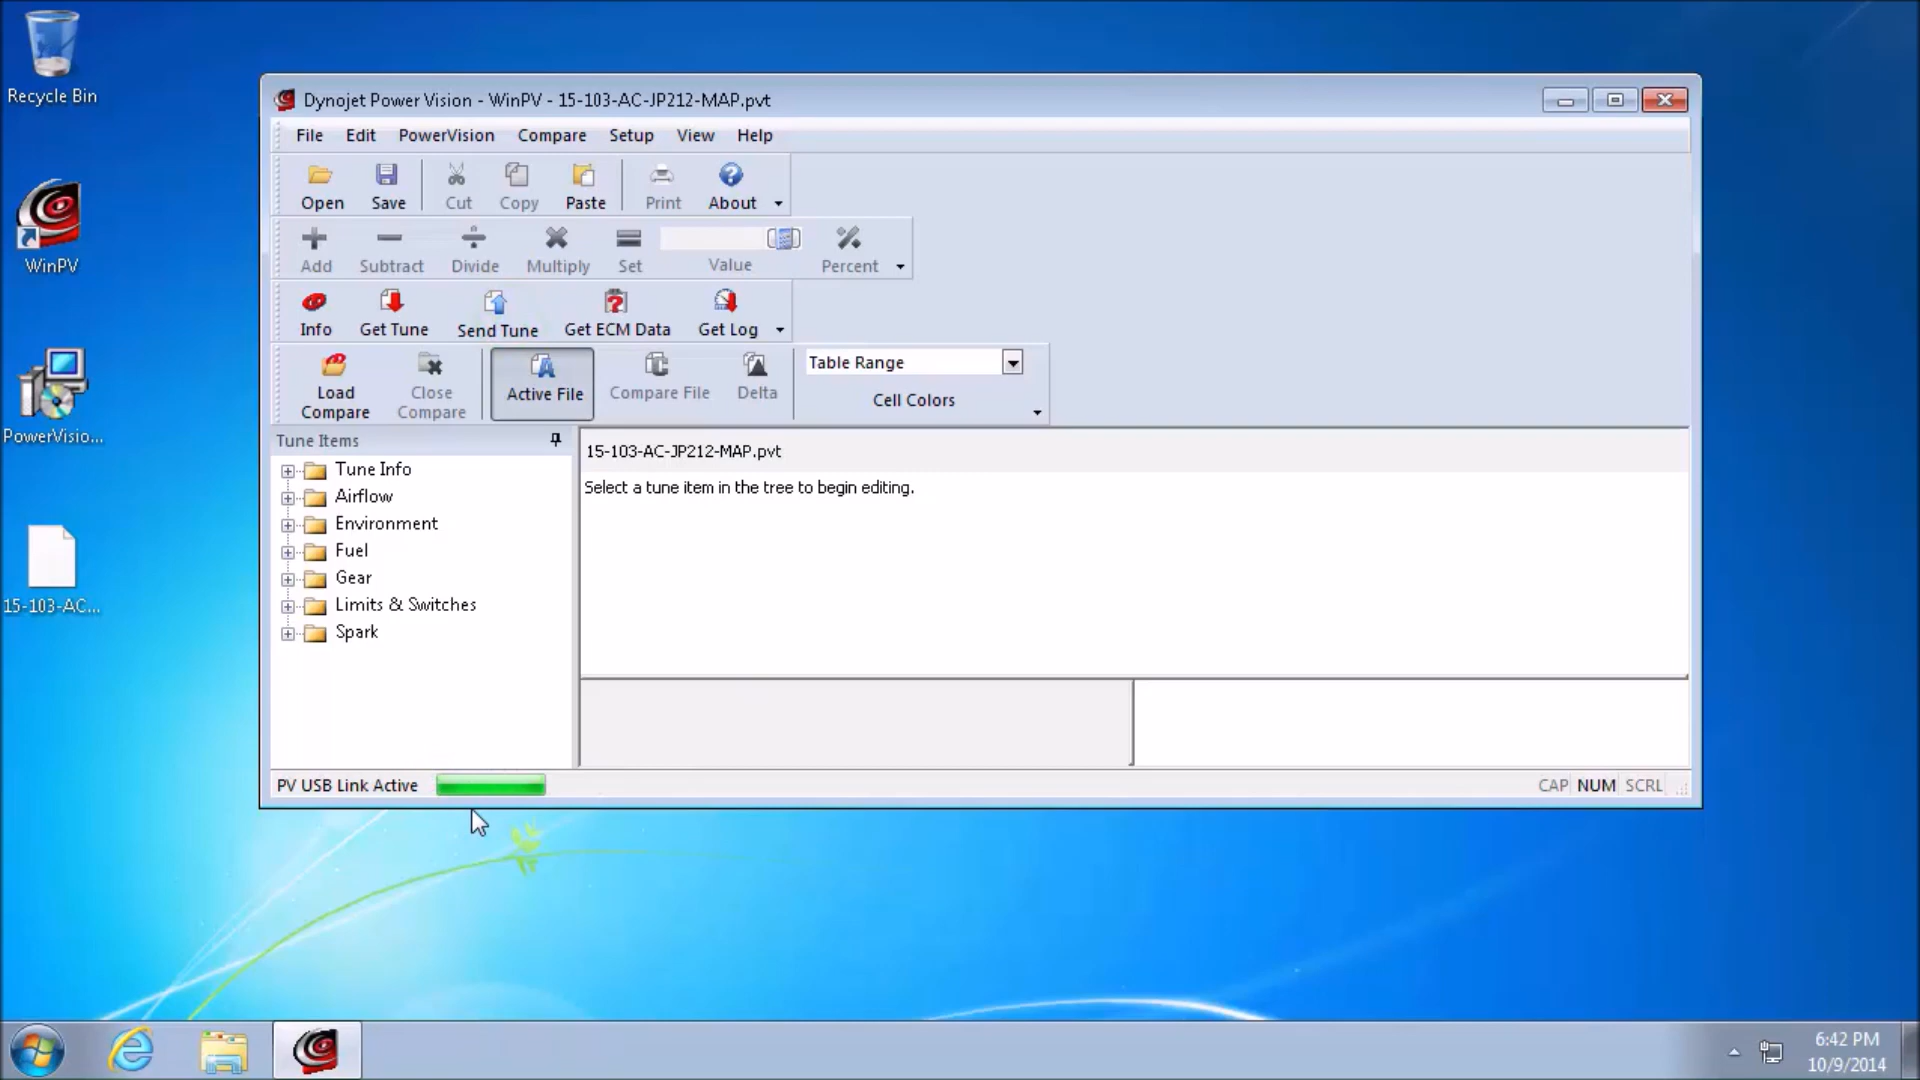 Recycle Bin
WinPV
PowerVisio...
15-103-AC...
Dynojet Power Vision - WinPV - 15-103-AC-JP212-MAP.pvt
File Edit PowerVision Compare Setup View Help
Open Save Cut Copy Paste Print About
Add Subtract Divide Multiply Set Value Percent
Info Get Tune Send Tune Get ECM Data Get Log
Load Compare Close Compare Active File Compare File Delta Table Range Cell Colors
Tune Items
Tune Info
Airflow
Environment
Fuel
Gear
Limits & Switches
Spark
15-103-AC-JP212-MAP.pvt
Select a tune item in the tree to begin editing.
PV USB Link Active CAP NUM SCRL
6:42 PM
10/9/2014